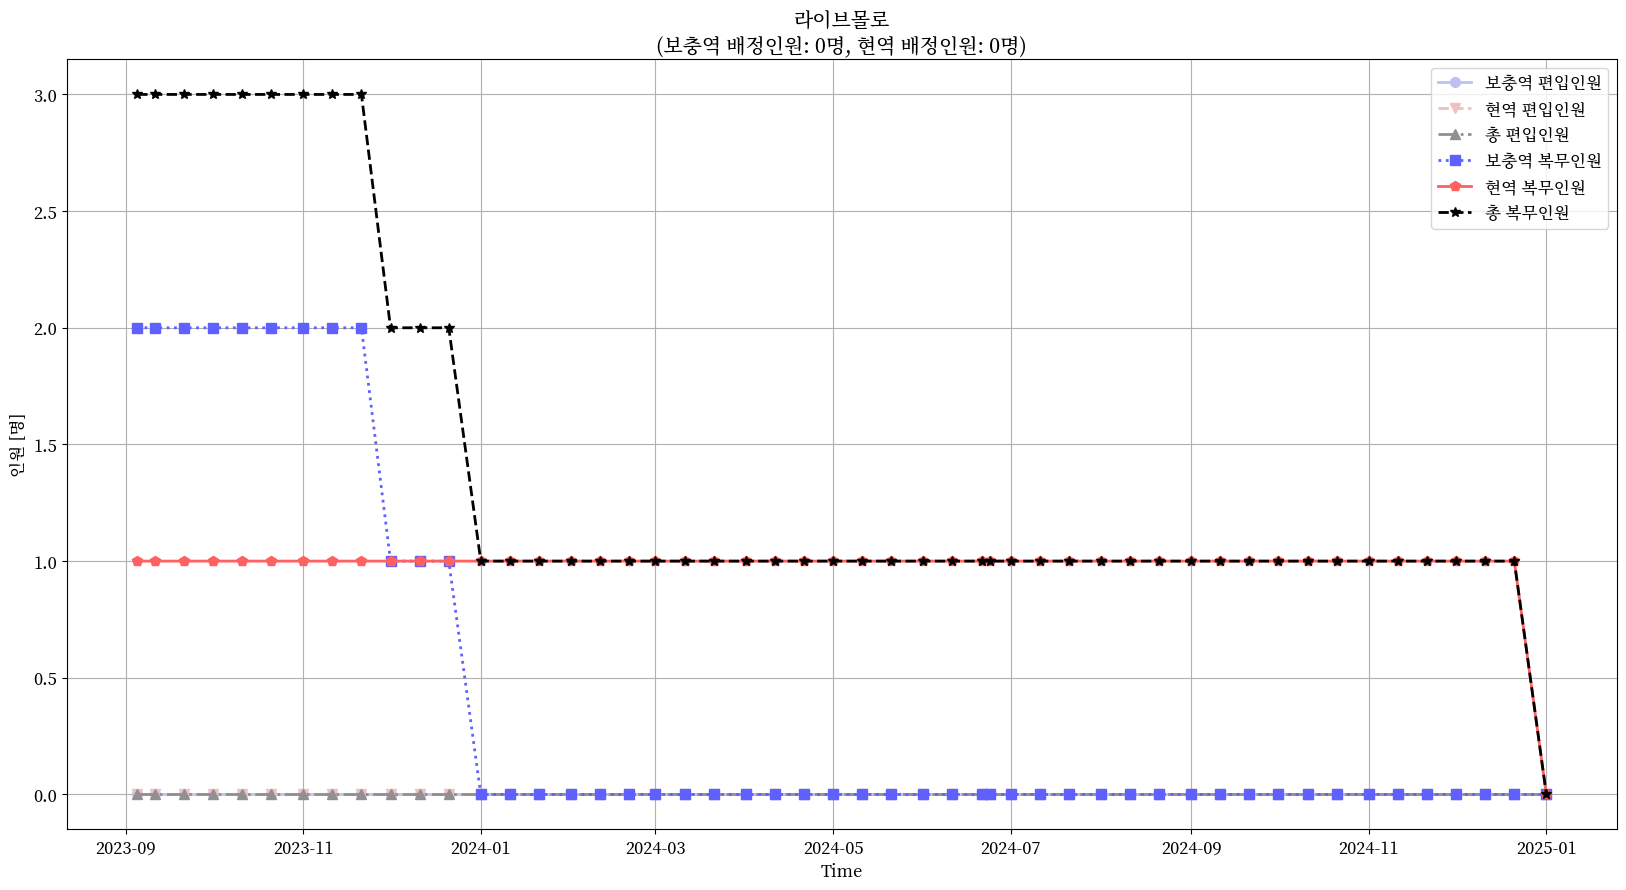 라이브몰로
(보충역 배정인원: 0명, 현역 배정인원: 0명)
보충역 편입인원
현역 편입인원
총 편입인원
보충역 복무인원
현역 복무인원
총 복무인원
인원 [명]
3.0
2.5
2.0
1.5
1.0
0.5
0.0
2023-09
2023-11
2024-01
2024-03
2024-05
2024-07
2024-09
2024-11
2025-01
Time